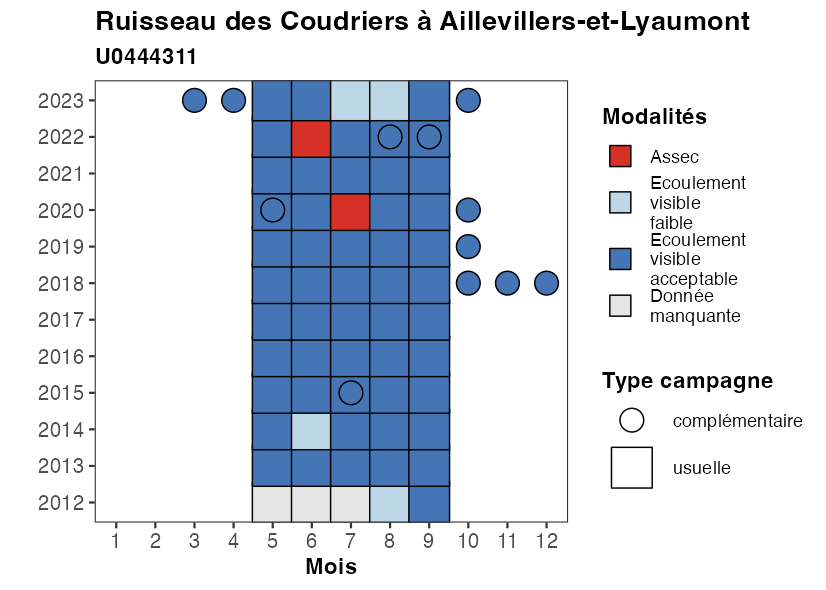 Ruisseau des Coudriers à Aillevillers-et-Lyaumont
U0444311
2023
2022
2021
2020
2019
2018
2017
2016
2015
2014
2013
2012
1 2 3 4 5 6 7 8 9 10 11 12
Mois
Modalités
Assec
Ecoulement
visible
faible
Ecoulement
visible
acceptable
Donnée
manquante
Type campagne
complémentaire
usuelle